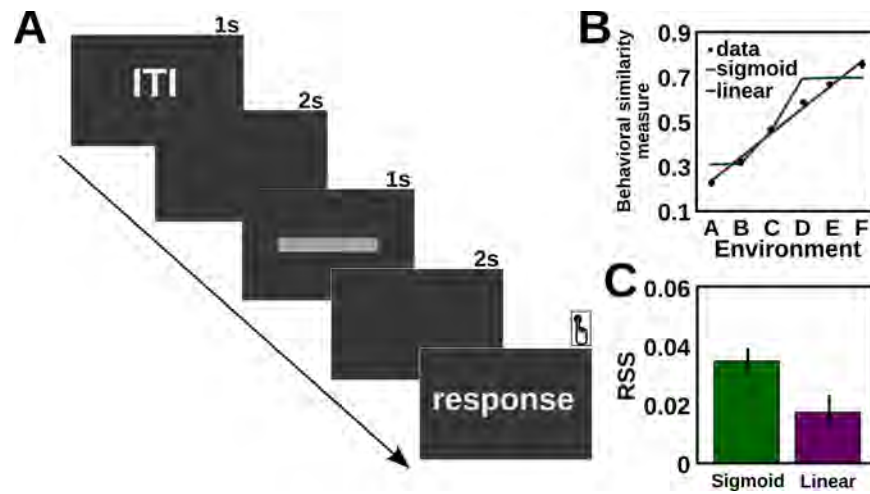 A
1s
ITI
2s
1s
2s
response
B
0.9
0.7
0.5
0.3
0.1
Behavioral similarity
measure
data
sigmoid
linear
A B C D E F
Environment
C
0.06
0.04
0.02
0
RSS
Sigmoid Linear